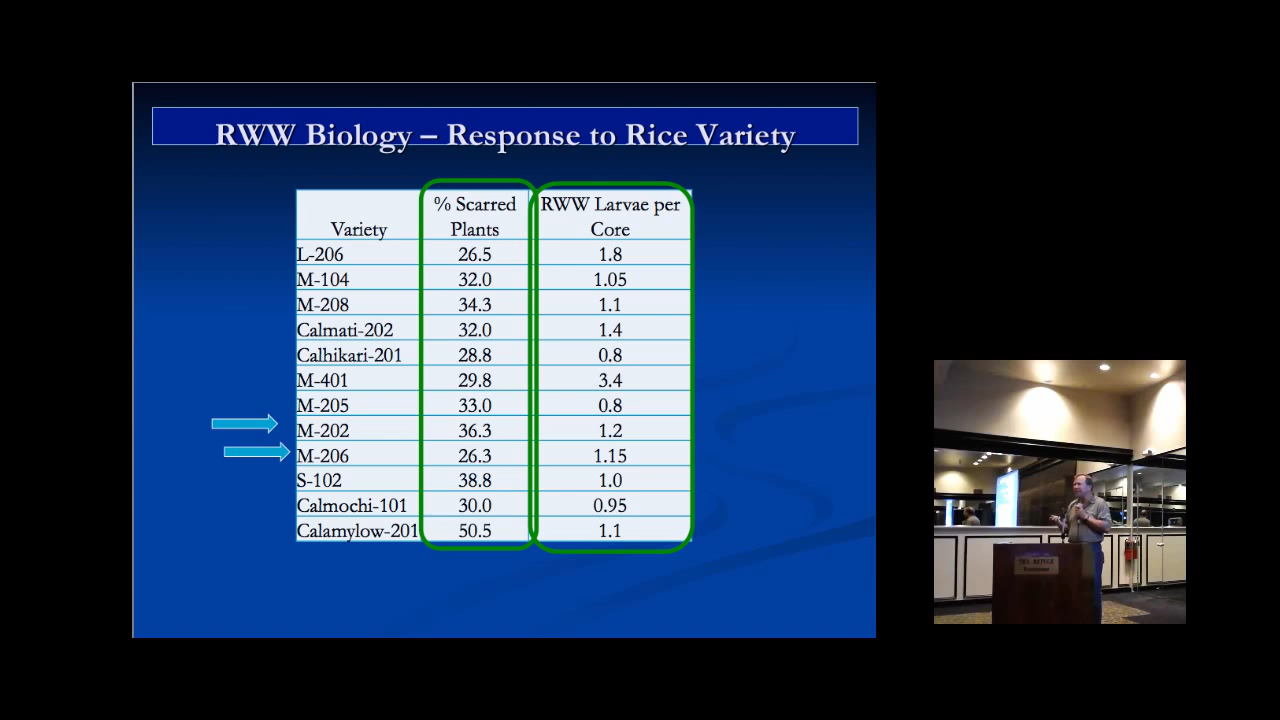 RWW Biology – Response to Rice Variety
Variety % Scarred Plants RWW Larvae per Core
L-206 26.5 1.8
M-104 32.0 1.05
M-208 34.3 1.1
Calmati-202 32.0 1.4
Calhikari-201 28.8 0.8
M-401 29.8 3.4
M-205 33.0 0.8
M-202 36.3 1.2
M-206 26.3 1.15
S-102 38.8 1.0
Calmochi-101 30.0 0.95
Calamylow-201 50.5 1.1